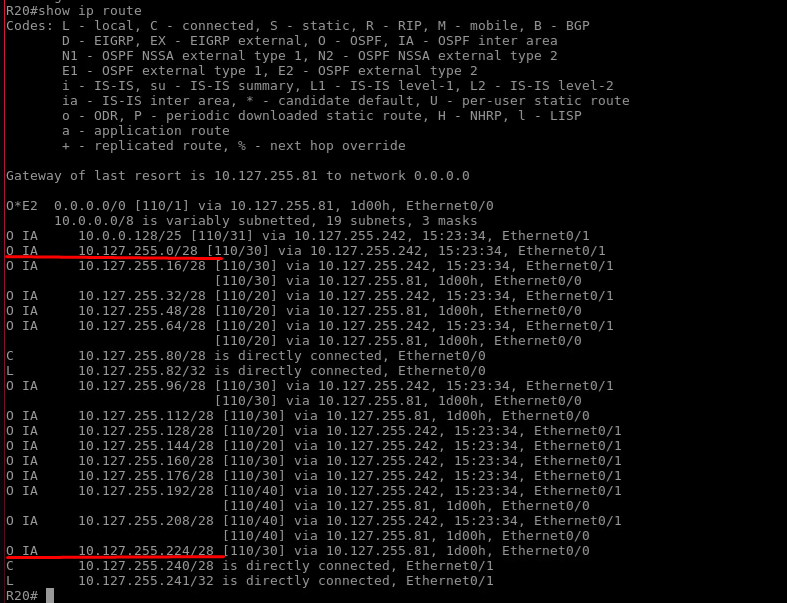 R20#show ip route
Codes: L - local, C - connected, S - static, R - RIP, M - mobile, B - BGP
       D - EIGRP, EX - EIGRP external, O - OSPF, IA - OSPF inter area
       N1 - OSPF NSSA external type 1, N2 - OSPF NSSA external type 2
       E1 - OSPF external type 1, E2 - OSPF external type 2
       i - IS-IS, su - IS-IS summary, L1 - IS-IS level-1, L2 - IS-IS level-2
       ia - IS-IS inter area, * - candidate default, U - per-user static route
       o - ODR, P - periodic downloaded static route, H - NHRP, l - LISP
       a - application route
       + - replicated route, % - next hop override

Gateway of last resort is 10.127.255.81 to network 0.0.0.0

O*E2  0.0.0.0/0 [110/1] via 10.127.255.81, 1d00h, Ethernet0/0
      10.0.0.0/8 is variably subnetted, 19 subnets, 3 masks
O IA     10.0.0.128/25 [110/31] via 10.127.255.242, 15:23:34, Ethernet0/1
O IA     10.127.255.0/28 [110/30] via 10.127.255.242, 15:23:34, Ethernet0/1
O IA     10.127.255.16/28 [110/30] via 10.127.255.242, 15:23:34, Ethernet0/1
                          [110/30] via 10.127.255.81, 1d00h, Ethernet0/0
O IA     10.127.255.32/28 [110/20] via 10.127.255.242, 15:23:34, Ethernet0/1
O IA     10.127.255.48/28 [110/20] via 10.127.255.81, 1d00h, Ethernet0/0
O IA     10.127.255.64/28 [110/20] via 10.127.255.242, 15:23:34, Ethernet0/1
                          [110/20] via 10.127.255.81, 1d00h, Ethernet0/0
C        10.127.255.80/28 is directly connected, Ethernet0/0
L        10.127.255.82/32 is directly connected, Ethernet0/0
O IA     10.127.255.96/28 [110/30] via 10.127.255.242, 15:23:34, Ethernet0/1
                          [110/30] via 10.127.255.81, 1d00h, Ethernet0/0
O IA     10.127.255.112/28 [110/30] via 10.127.255.81, 1d00h, Ethernet0/0
O IA     10.127.255.128/28 [110/20] via 10.127.255.242, 15:23:34, Ethernet0/1
O IA     10.127.255.144/28 [110/20] via 10.127.255.242, 15:23:34, Ethernet0/1
O IA     10.127.255.160/28 [110/30] via 10.127.255.242, 15:23:34, Ethernet0/1
O IA     10.127.255.176/28 [110/30] via 10.127.255.242, 15:23:34, Ethernet0/1
O IA     10.127.255.192/28 [110/40] via 10.127.255.242, 15:23:34, Ethernet0/1
                           [110/40] via 10.127.255.81, 1d00h, Ethernet0/0
O IA     10.127.255.208/28 [110/40] via 10.127.255.242, 15:23:34, Ethernet0/1
                           [110/40] via 10.127.255.81, 1d00h, Ethernet0/0
O IA     10.127.255.224/28 [110/30] via 10.127.255.81, 1d00h, Ethernet0/0
C        10.127.255.240/28 is directly connected, Ethernet0/1
L        10.127.255.241/32 is directly connected, Ethernet0/1
R20#